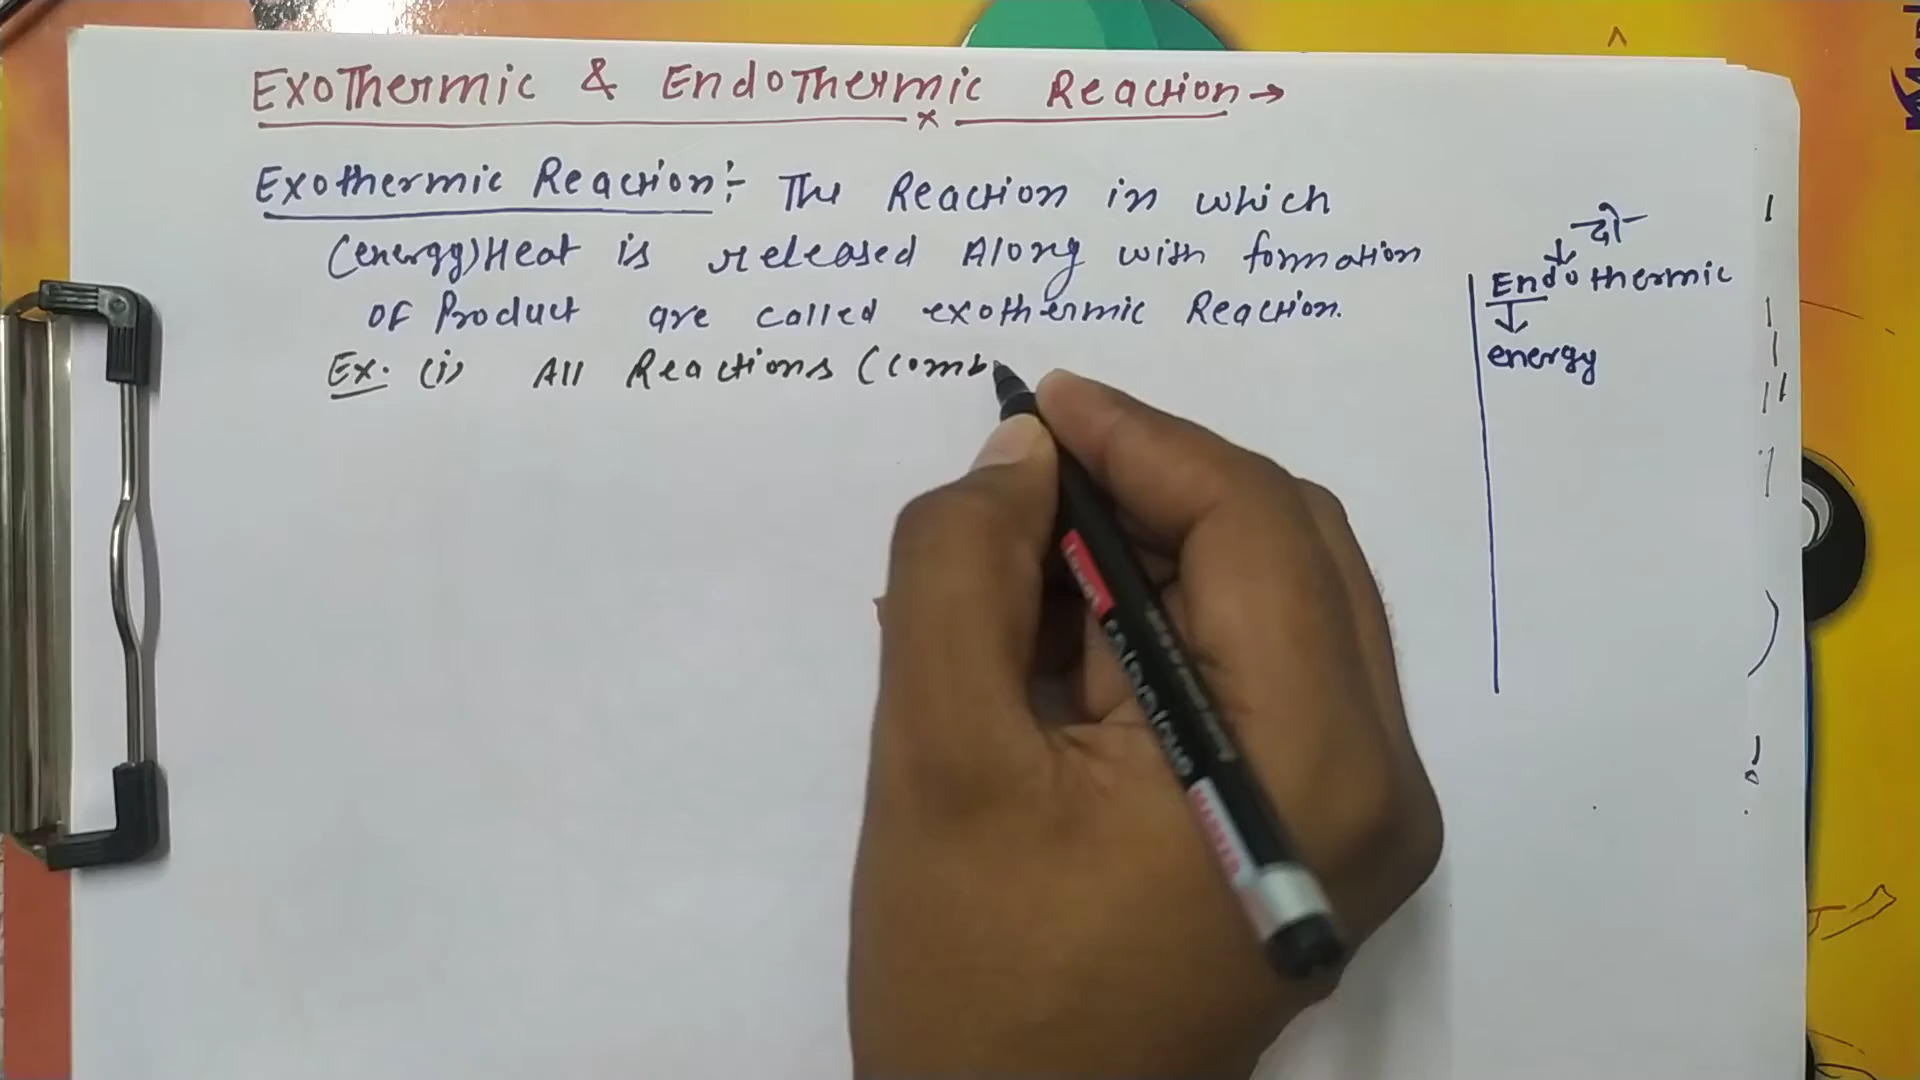 Exothermic & Endothermic Reaction→
Exothermic Reaction:- The Reaction in which
(energy)Heat is released Along with formation
of Product are called exothermic Reaction.
Ex. (i) All Reactions (comb
दो
Endothermic
energy